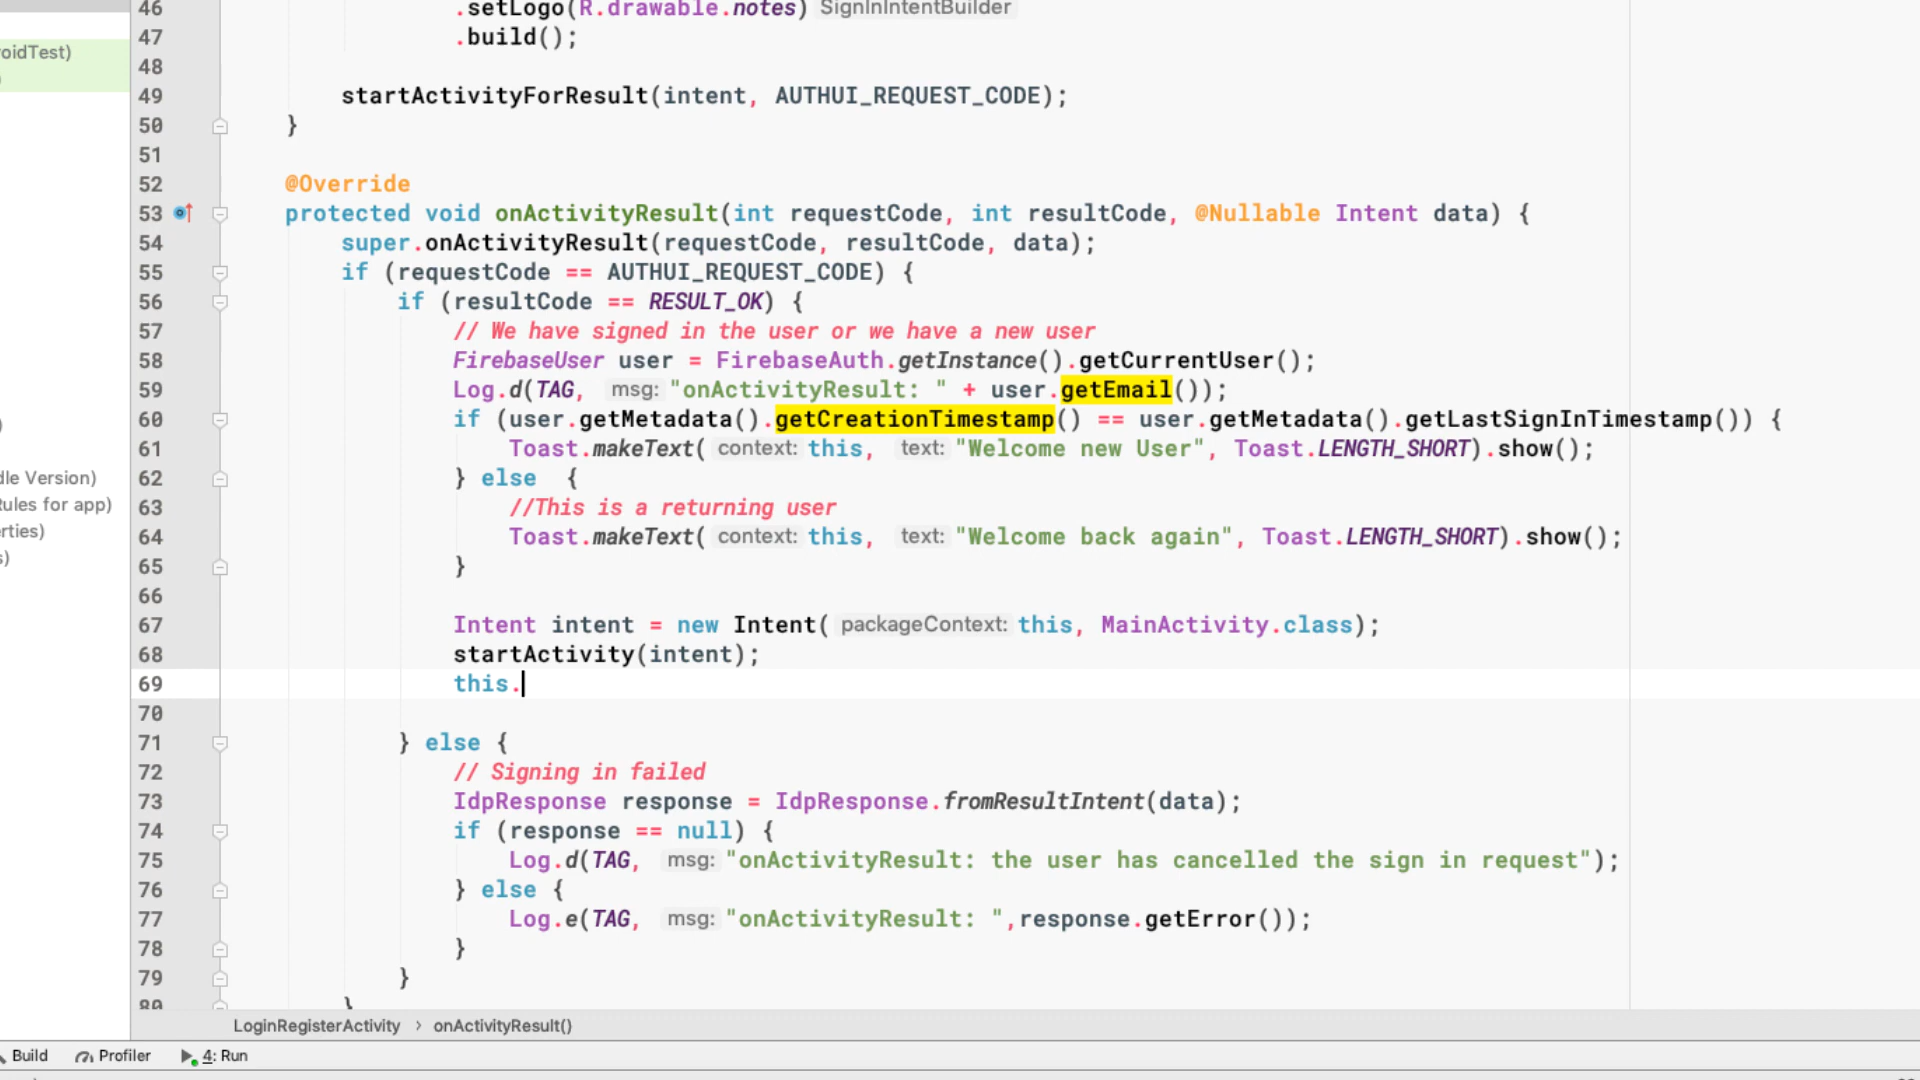 46 .setLogo(R.drawable.notes) SignInIntentBuilder
47 .build();
oidTest)
48
49 startActivityForResult(intent, AUTHUI_REQUEST_CODE);
50 }
51
52 @Override
53 protected void onActivityResult(int requestCode, int resultCode, @Nullable Intent data) {
54 super.onActivityResult(requestCode, resultCode, data);
55 if (requestCode == AUTHUI_REQUEST_CODE) {
56 if (resultCode == RESULT_OK) {
57 // We have signed in the user or we have a new user
58 FirebaseUser user = FirebaseAuth.getInstance().getCurrentUser();
59 Log.d(TAG, msg: "onActivityResult: " + user.getEmail());
60 if (user.getMetadata().getCreationTimestamp() == user.getMetadata().getLastSignInTimestamp()) {
)
61 Toast.makeText( context: this, text: "Welcome new User", Toast.LENGTH_SHORT).show();
62 } else {
dle Version)
63 //This is a returning user
ules for app)
64 Toast.makeText( context: this, text: "Welcome back again", Toast.LENGTH_SHORT).show();
rties)
65 }
s)
66
67 Intent intent = new Intent( packageContext: this, MainActivity.class);
68 startActivity(intent);
69 this.
70
71 } else {
72 // Signing in failed
73 IdpResponse response = IdpResponse.fromResultIntent(data);
74 if (response == null) {
75 Log.d(TAG, msg: "onActivityResult: the user has cancelled the sign in request");
76 } else {
77 Log.e(TAG, msg: "onActivityResult: ",response.getError());
78 }
79 }
80 }
LoginRegisterActivity › onActivityResult()
Build Profiler 4: Run